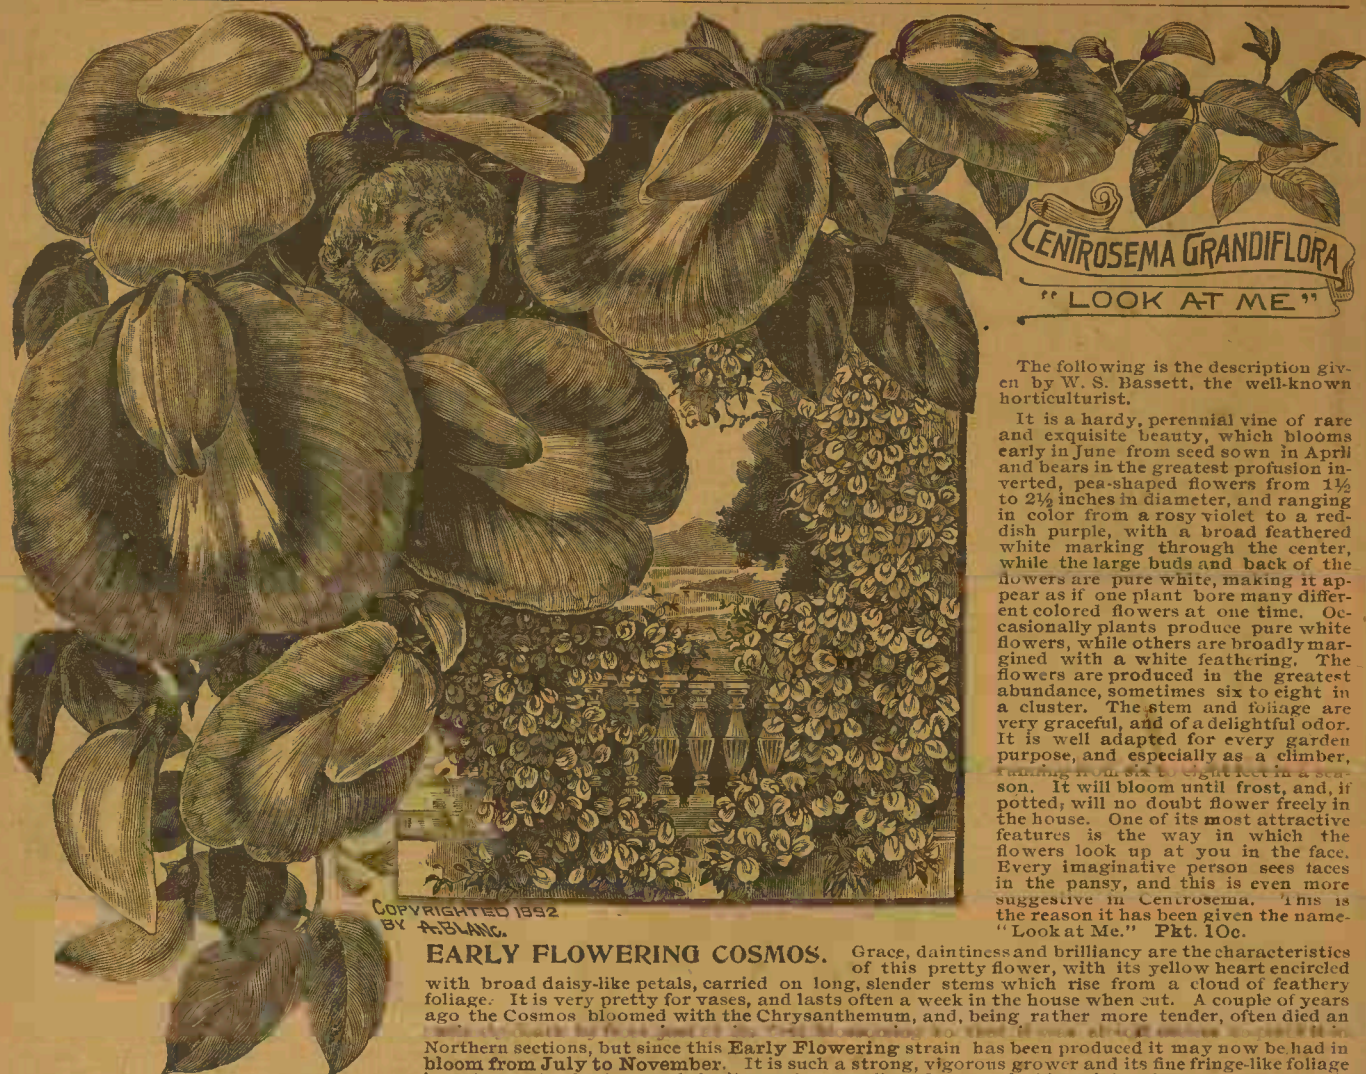 CENTROSEMA GRANDIFLORA
"LOOK AT ME"
The following is the description giv-
en by W. S. Bassett, the well-known
horticulturist.
It is a hardy, perennial vine of rare
and exquisite beauty, which blooms
early in June from seed sown in April
and bears in the greatest profusion in-
verted, pea-shaped flowers from 1½
to 2½ inches in diameter, and ranging
in color from a rosy violet to a red-
dish purple, with a broad feathered
white marking through the center,
while the large buds and back of the
flowers are pure white, making it ap-
pear as if one plant bore many differ-
ent colored flowers at one time. Oc-
casionally plants produce pure white
flowers, while others are broadly mar-
gined with a white feathering. The
flowers are produced in the greatest
abundance, sometimes six to eight in
a cluster. The stem and foliage are
very graceful, and of a delightful odor.
It is well adapted for every garden
purpose, and especially as a climber,
running from six to eight feet in a sea-
son. It will bloom until frost, and, if
potted, will no doubt flower freely in
the house. One of its most attractive
features is the way in which the
flowers look up at you in the face.
Every imaginative person sees faces
in the pansy, and this is even more
suggestive in Centrosema. This is
the reason it has been given the name-
"Look at Me." Pkt. 10c.
COPYRIGHTED 1892
BY A. BLANC.
EARLY FLOWERING COSMOS. Grace, daintiness and brilliancy are the characteristics
of this pretty flower, with its yellow heart encircled
with broad daisy-like petals, carried on long, slender stems which rise from a cloud of feathery
foliage. It is very pretty for vases, and lasts often a week in the house when cut. A couple of years
ago the Cosmos bloomed with the Chrysanthemum, and, being rather more tender, often died an
Northern sections, but since this Early Flowering strain has been produced it may now be had in
bloom from July to November. It is such a strong, vigorous grower and its fine fringe-like foliage